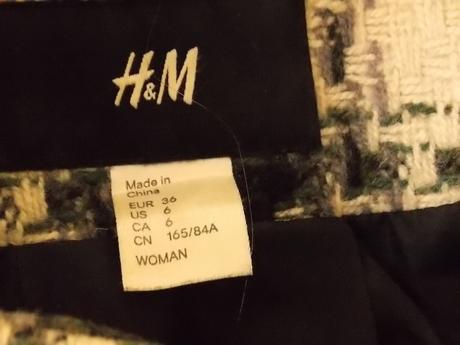 H&M
Made in
China
EUR 36
US 6
CA 6
CN 165/84A
WOMAN